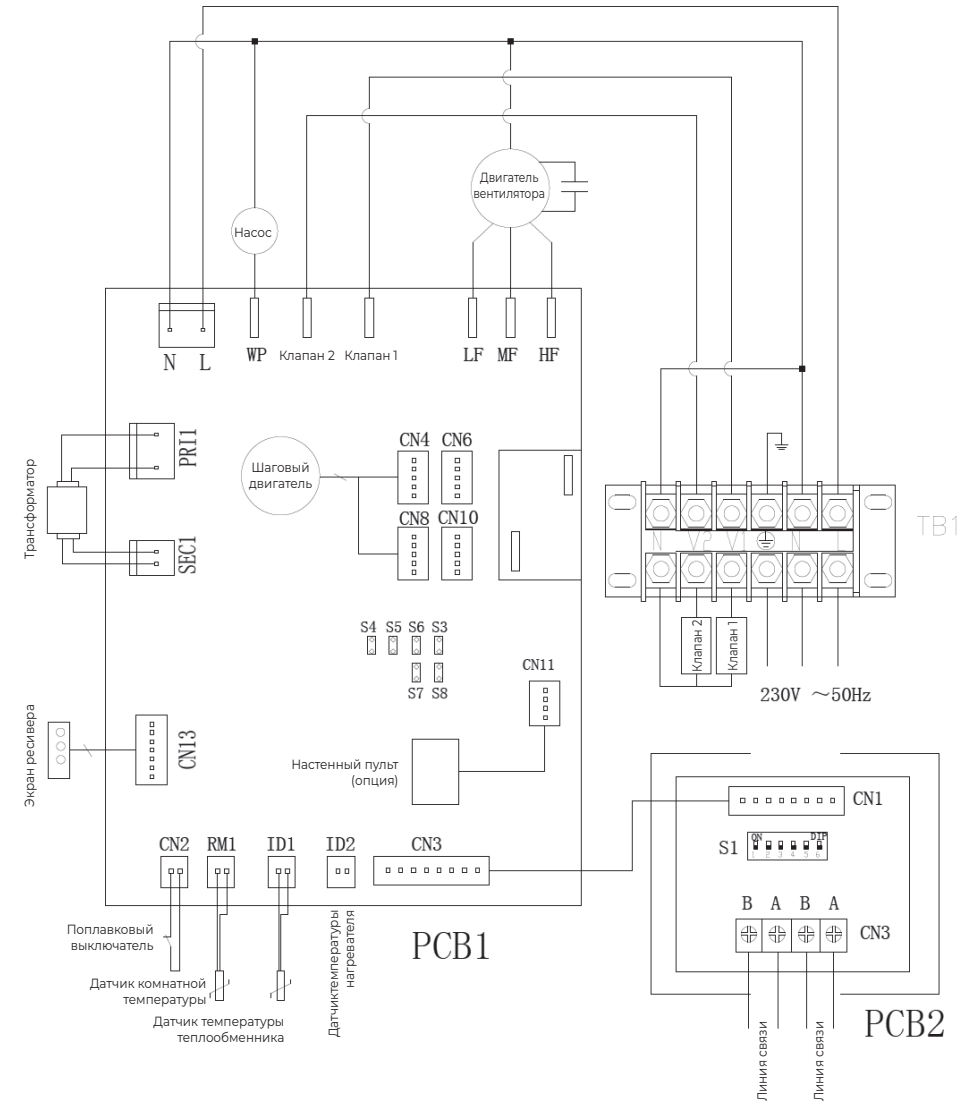 Двигатель
вентилятора
Насос
N L WP Клапан 2 Клапан 1 LF MF HF
Трансформатор
PRI1
SEC1
Шаговый
двигатель
CN4 CN6
CN8 CN10
TB1
N V2 V1 N L
Клапан 2
Клапан 1
230V ~50Hz
S4 S5 S6 S3
S7 S8
CN11
Экран ресивера
CN13
Настенный пульт
(опция)
CN2 RM1 ID1 ID2 CN3
Поплавковый
выключатель
Датчик комнатной
температуры
Датчик температуры
теплообменника
Датчиктемпературы
нагревателя
PCB1
CN1
S1
ON DIP
1 2 3 4 5 6
B A B A
CN3
PCB2
Линия связи
Линия связи